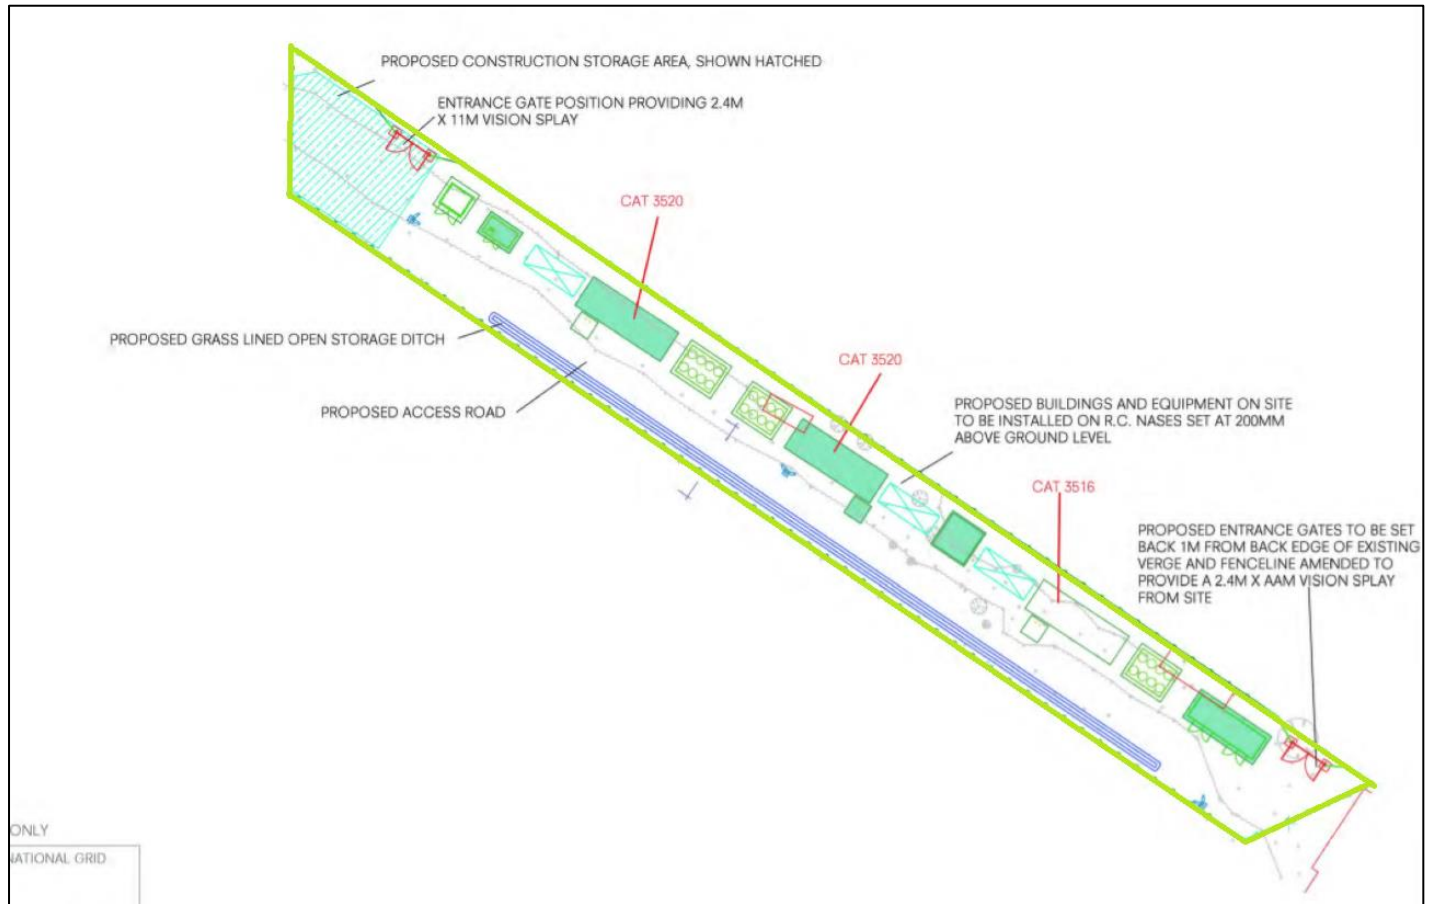 PROPOSED CONSTRUCTION STORAGE AREA, SHOWN HATCHED
ENTRANCE GATE POSITION PROVIDING 2.4M
X 11M VISION SPLAY
CAT 3520
PROPOSED GRASS LINED OPEN STORAGE DITCH
CAT 3520
PROPOSED ACCESS ROAD
PROPOSED BUILDINGS AND EQUIPMENT ON SITE
TO BE INSTALLED ON R.C. NASES SET AT 200MM
ABOVE GROUND LEVEL
CAT 3516
PROPOSED ENTRANCE GATES TO BE SET
BACK 1M FROM BACK EDGE OF EXISTING
VERGE AND FENCELINE AMENDED TO
PROVIDE A 2.4M X AAM VISION SPLAY
FROM SITE
ONLY
NATIONAL GRID